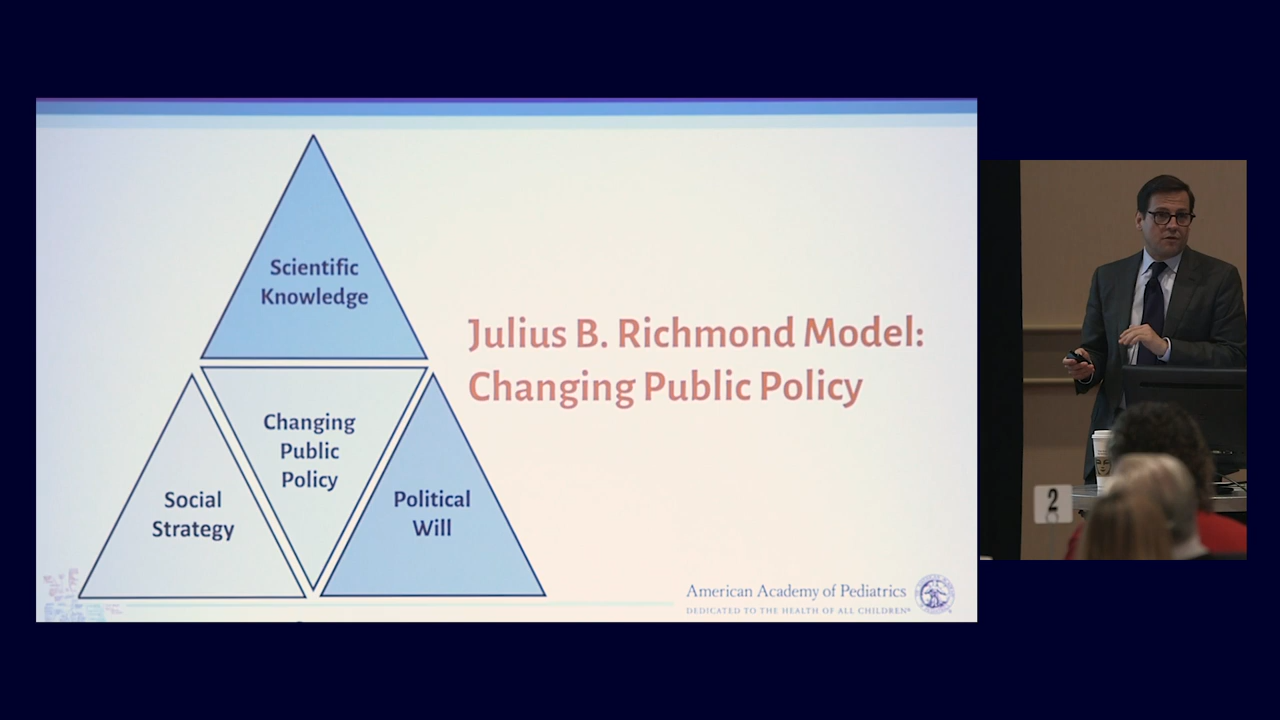 Scientific
Knowledge
Changing
Public
Policy
Social
Strategy
Political
Will
Julius B. Richmond Model:
Changing Public Policy
American Academy of Pediatrics
DEDICATED TO THE HEALTH OF ALL CHILDREN®
2